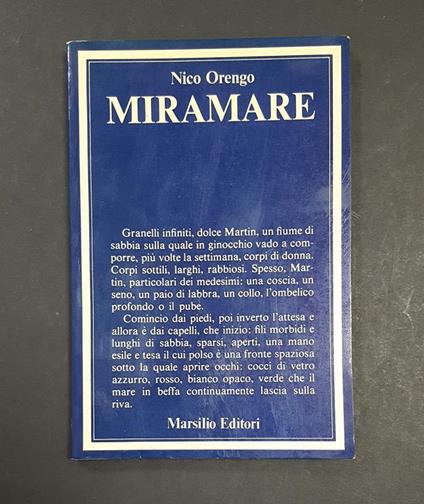 Nico Orengo
MIRAMARE
Granelli infiniti, dolce Martin, un fiume di
sabbia sulla quale in ginocchio vado a com-
porre, più volte la settimana, corpi di donna.
Corpi sottili, larghi, rabbiosi. Spesso, Mar-
tin, particolari dei medesimi: una coscia, un
seno, un paio di labbra, un collo, l'ombelico
profondo o il pube.
Comincio dai piedi, poi inverto l'attesa e
allora è dai capelli, che inizio: fili morbidi e
lunghi di sabbia, sparsi, aperti, una mano
esile e tesa il cui polso è una fronte spaziosa
sotto la quale aprire occhi: cocci di vetro
azzurro, rosso, bianco opaco, verde che il
mare in beffa continuamente lascia sulla
riva.
Marsilio Editori